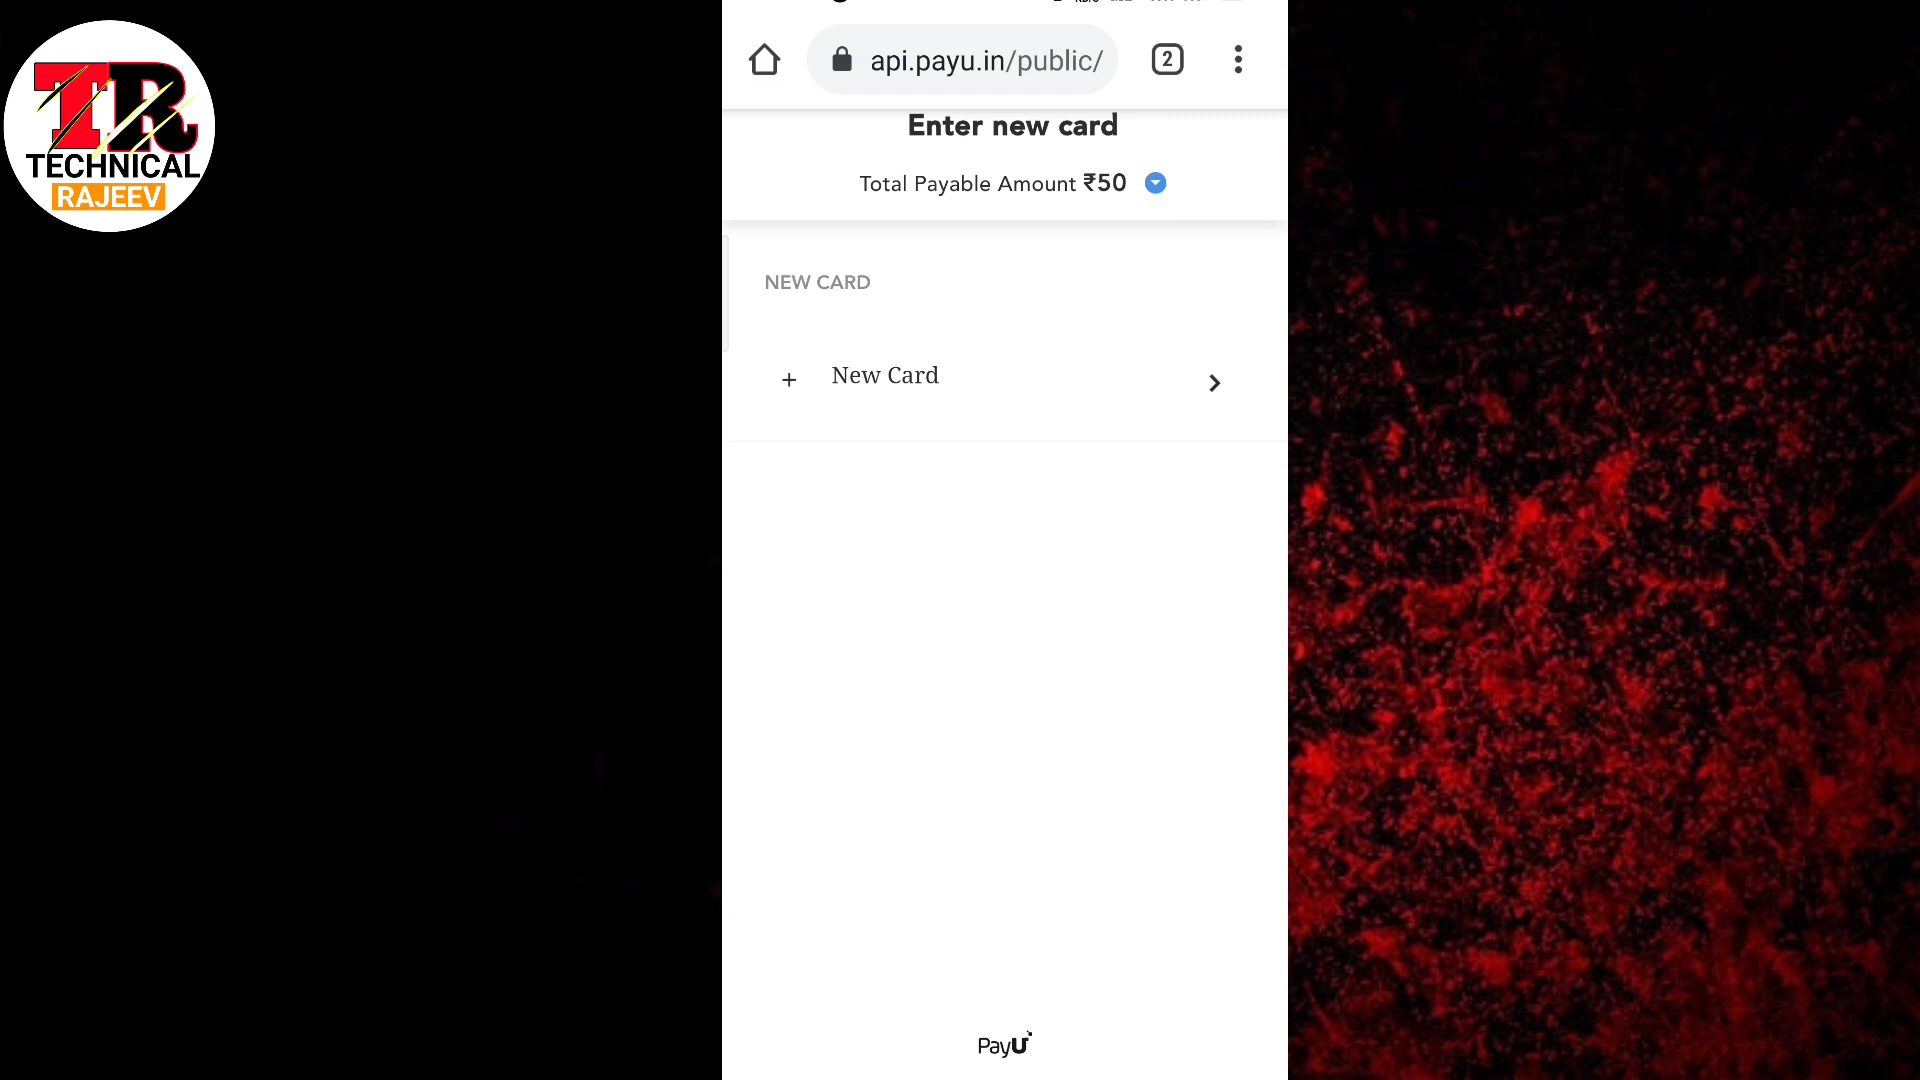 TR
TECHNICAL
RAJEEV
api.payu.in/public/
2
Enter new card
Total Payable Amount ₹50
NEW CARD
+ New Card
PayU